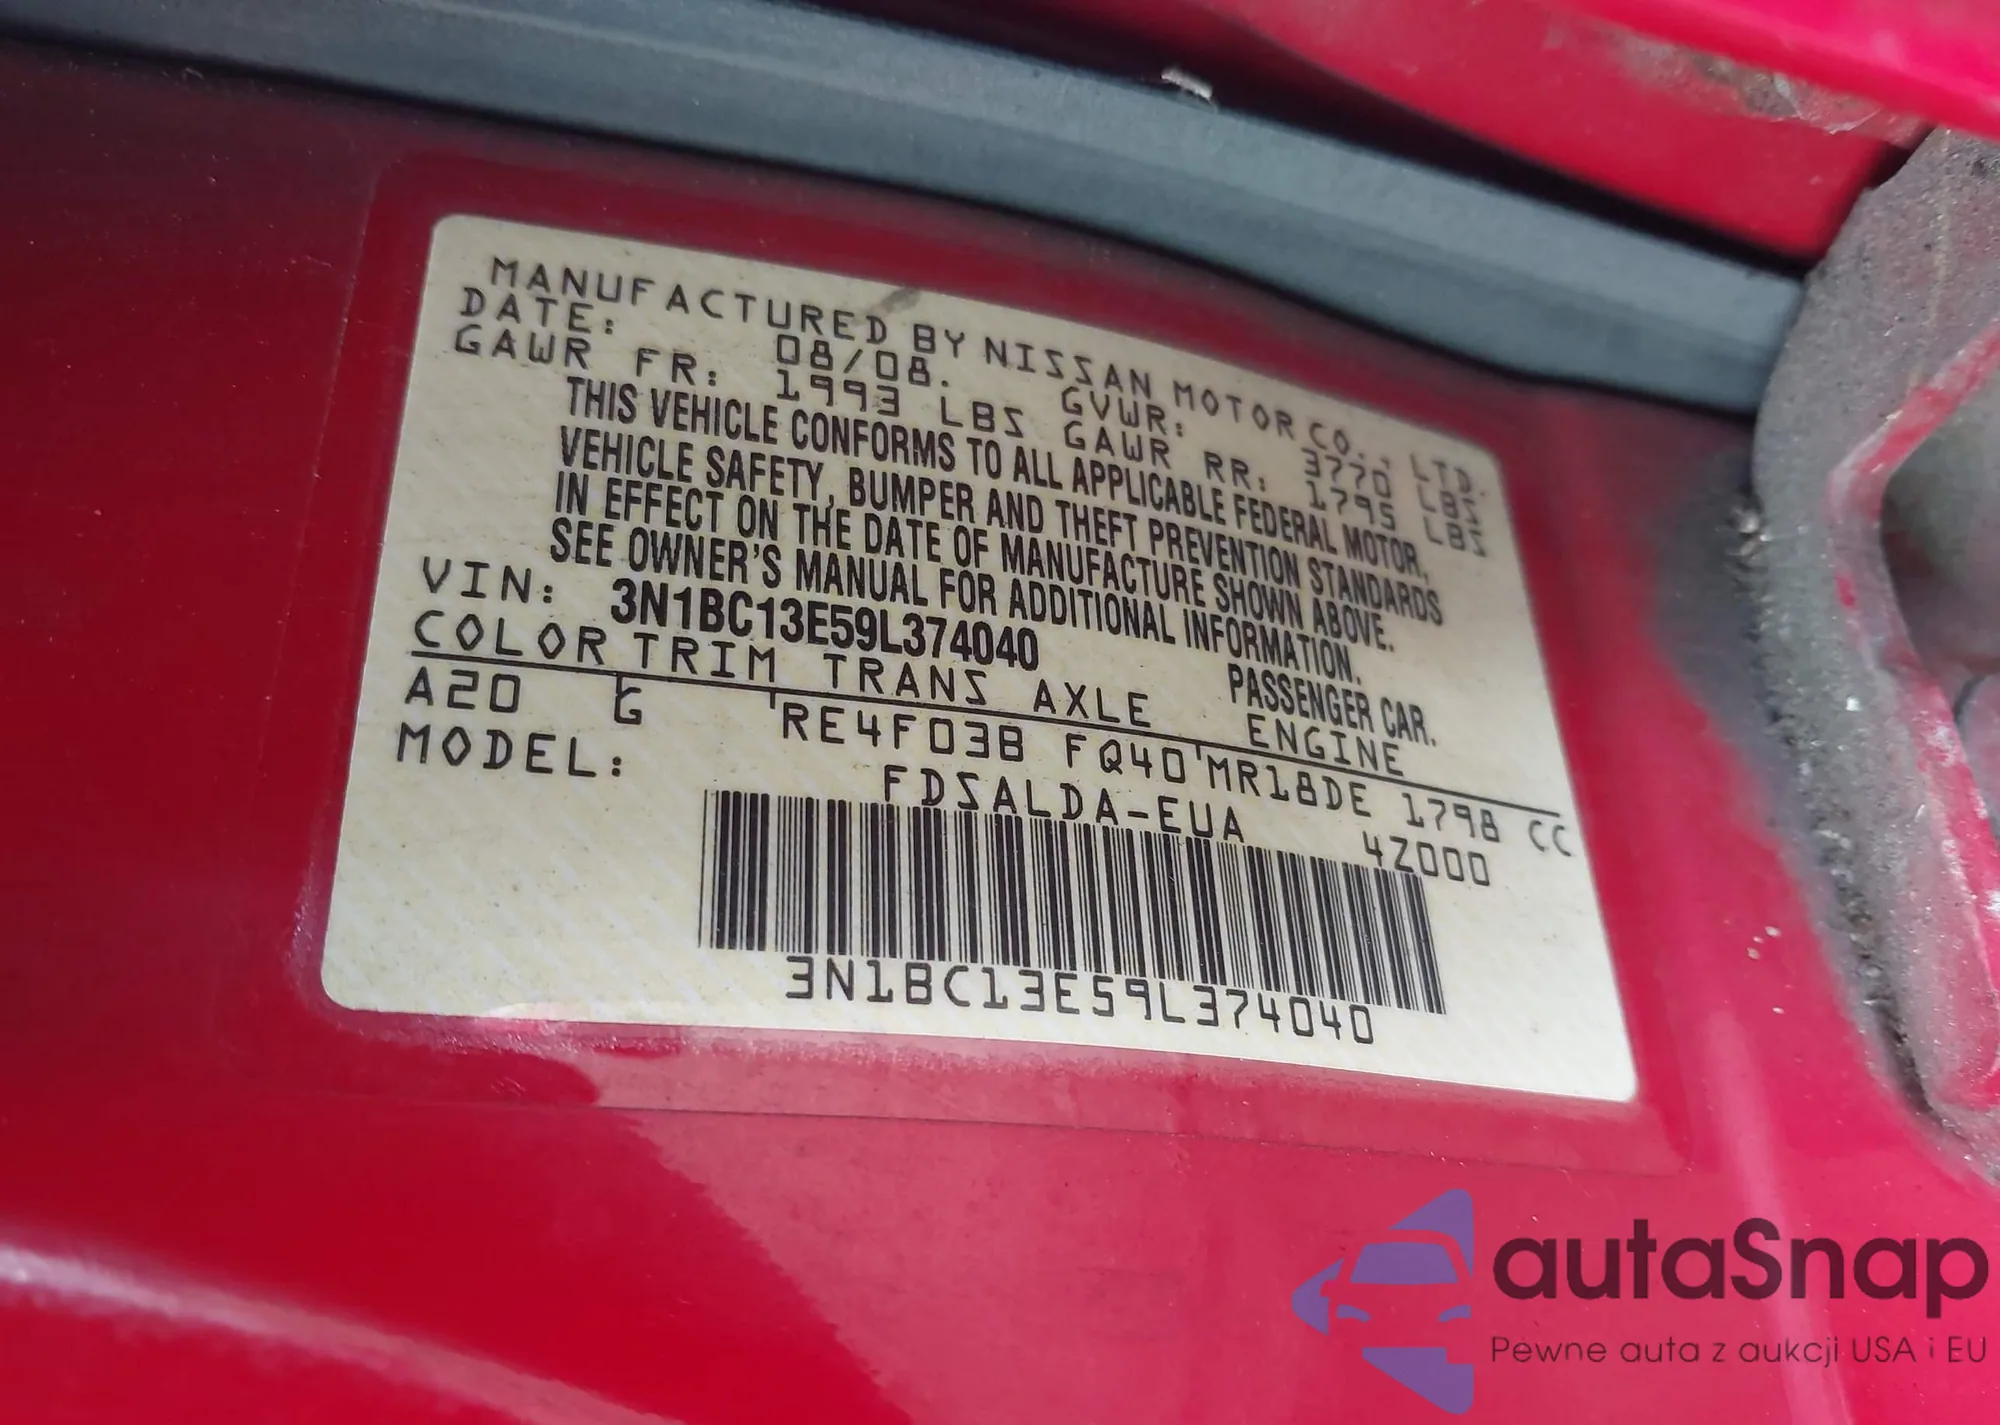 MANUFACTURED BY NISSAN MOTOR CO., LTD.
DATE: 08/08. GVWR: 3770 LBS
GAWR FR: 1993 LBS GAWR RR: 1795 LBS
THIS VEHICLE CONFORMS TO ALL APPLICABLE FEDERAL MOTOR,
VEHICLE SAFETY, BUMPER AND THEFT PREVENTION STANDARDS
IN EFFECT ON THE DATE OF MANUFACTURE SHOWN ABOVE.
SEE OWNER'S MANUAL FOR ADDITIONAL INFORMATION.
VIN: 3N1BC13E59L374040 PASSENGER CAR.
COLOR TRIM TRANS AXLE ENGINE
A20 G RE4F03B FQ40 MR18DE 1798 CC
MODEL: FDSALDA-EUA 4Z000
3N1BC13E59L374040
autaSnap
Pewne auta z aukcji USA i EU